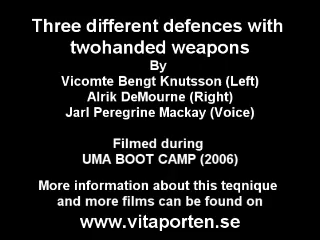 Three different defences with
twohanded weapons
By
Vicomte Bengt Knutsson (Left)
Alrik DeMourne (Right)
Jarl Peregrine Mackay (Voice)
Filmed during
UMA BOOT CAMP (2006)
More information about this teqnique
and more films can be found on
www.vitaporten.se